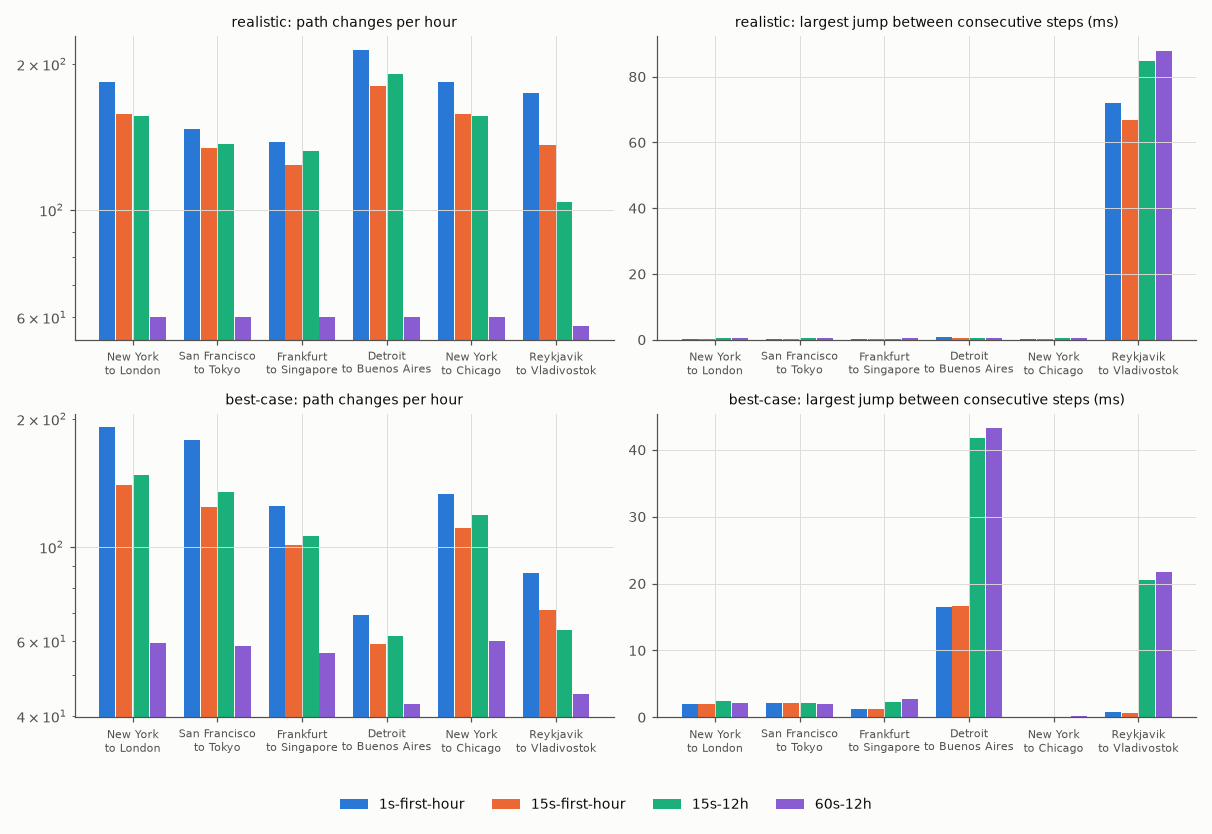 realistic: path changes per hour
2 × 10²
10²
6 × 10¹
New York
to London
San Francisco
to Tokyo
Frankfurt
to Singapore
Detroit
to Buenos Aires
New York
to Chicago
Reykjavik
to Vladivostok
realistic: largest jump between consecutive steps (ms)
80
60
40
20
0
New York
to London
San Francisco
to Tokyo
Frankfurt
to Singapore
Detroit
to Buenos Aires
New York
to Chicago
Reykjavik
to Vladivostok
best-case: path changes per hour
2 × 10²
10²
6 × 10¹
4 × 10¹
New York
to London
San Francisco
to Tokyo
Frankfurt
to Singapore
Detroit
to Buenos Aires
New York
to Chicago
Reykjavik
to Vladivostok
best-case: largest jump between consecutive steps (ms)
40
30
20
10
0
New York
to London
San Francisco
to Tokyo
Frankfurt
to Singapore
Detroit
to Buenos Aires
New York
to Chicago
Reykjavik
to Vladivostok
1s-first-hour
15s-first-hour
15s-12h
60s-12h